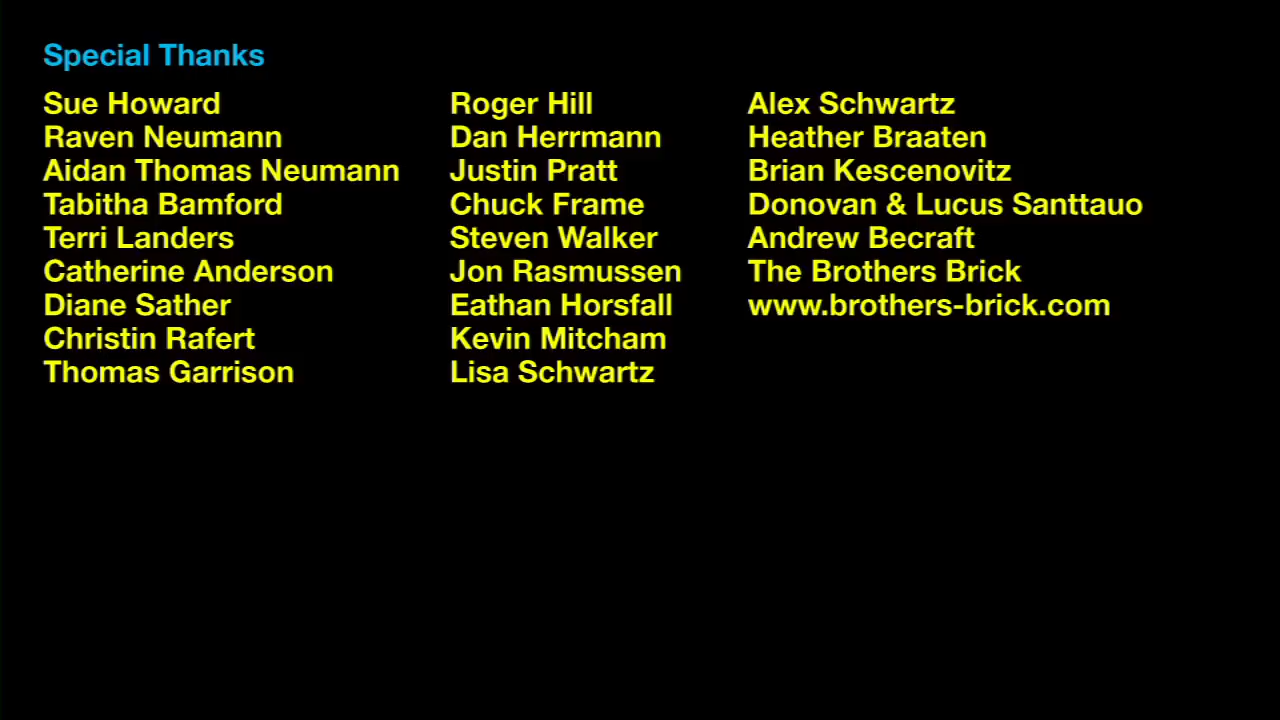 Special Thanks
Sue Howard
Raven Neumann
Aidan Thomas Neumann
Tabitha Bamford
Terri Landers
Catherine Anderson
Diane Sather
Christin Rafert
Thomas Garrison
Roger Hill
Dan Herrmann
Justin Pratt
Chuck Frame
Steven Walker
Jon Rasmussen
Eathan Horsfall
Kevin Mitcham
Lisa Schwartz
Alex Schwartz
Heather Braaten
Brian Kescenovitz
Donovan & Lucus Santtauo
Andrew Becraft
The Brothers Brick
www.brothers-brick.com